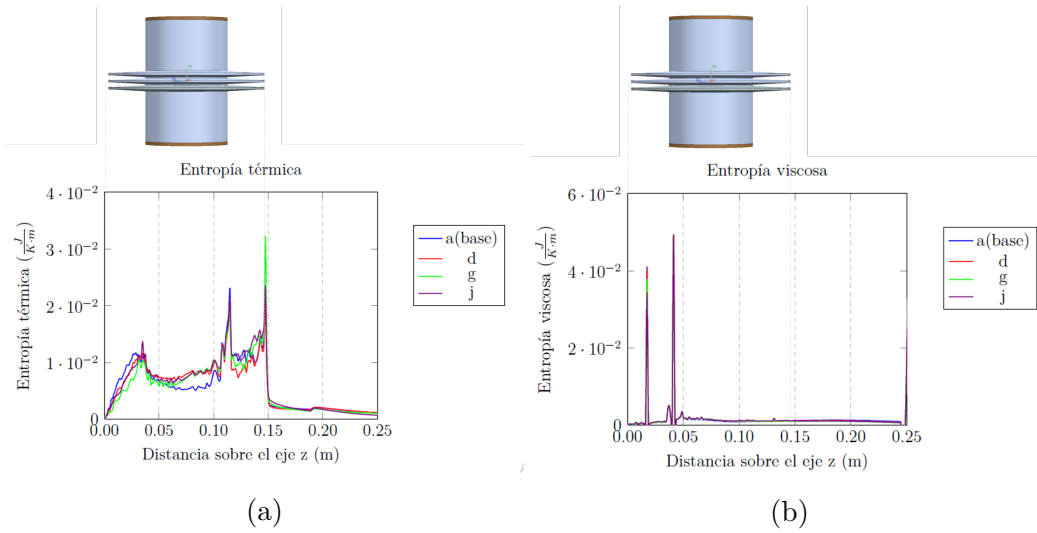 Entropía térmica
4 · 10⁻²
3 · 10⁻²
2 · 10⁻²
1 · 10⁻²
0
Entropía térmica (J/K·m)
0.00 0.05 0.10 0.15 0.20 0.25
Distancia sobre el eje z (m)
a(base)
d
g
j
(a)
Entropía viscosa
6 · 10⁻²
4 · 10⁻²
2 · 10⁻²
0
Entropía viscosa (J/K·m)
0.00 0.05 0.10 0.15 0.20 0.25
Distancia sobre el eje z (m)
a(base)
d
g
j
(b)